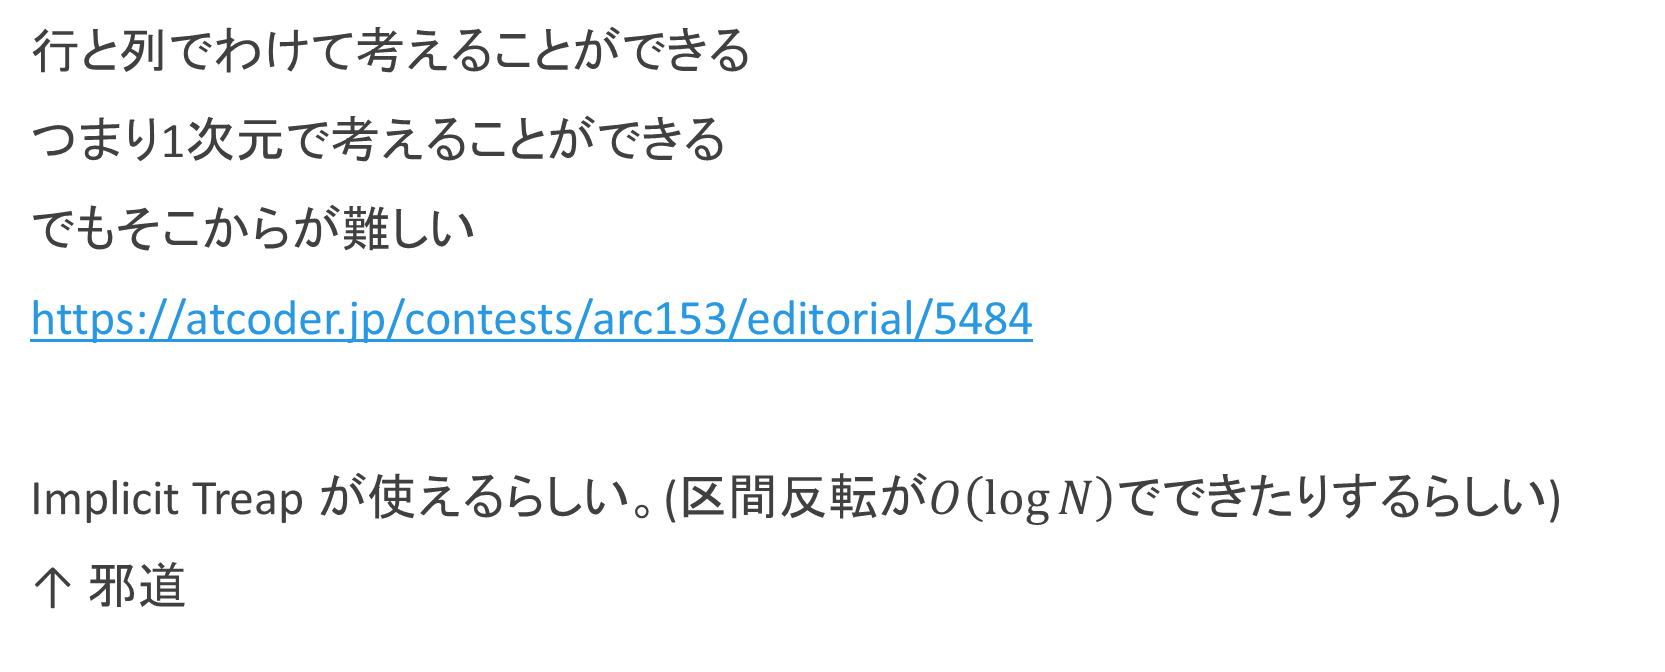 行と列でわけて考えることができる
つまり1次元で考えることができる
でもそこからが難しい
https://atcoder.jp/contests/arc153/editorial/5484
Implicit Treap が使えるらしい。(区間反転がO(log N)でできたりするらしい)
↑ 邪道